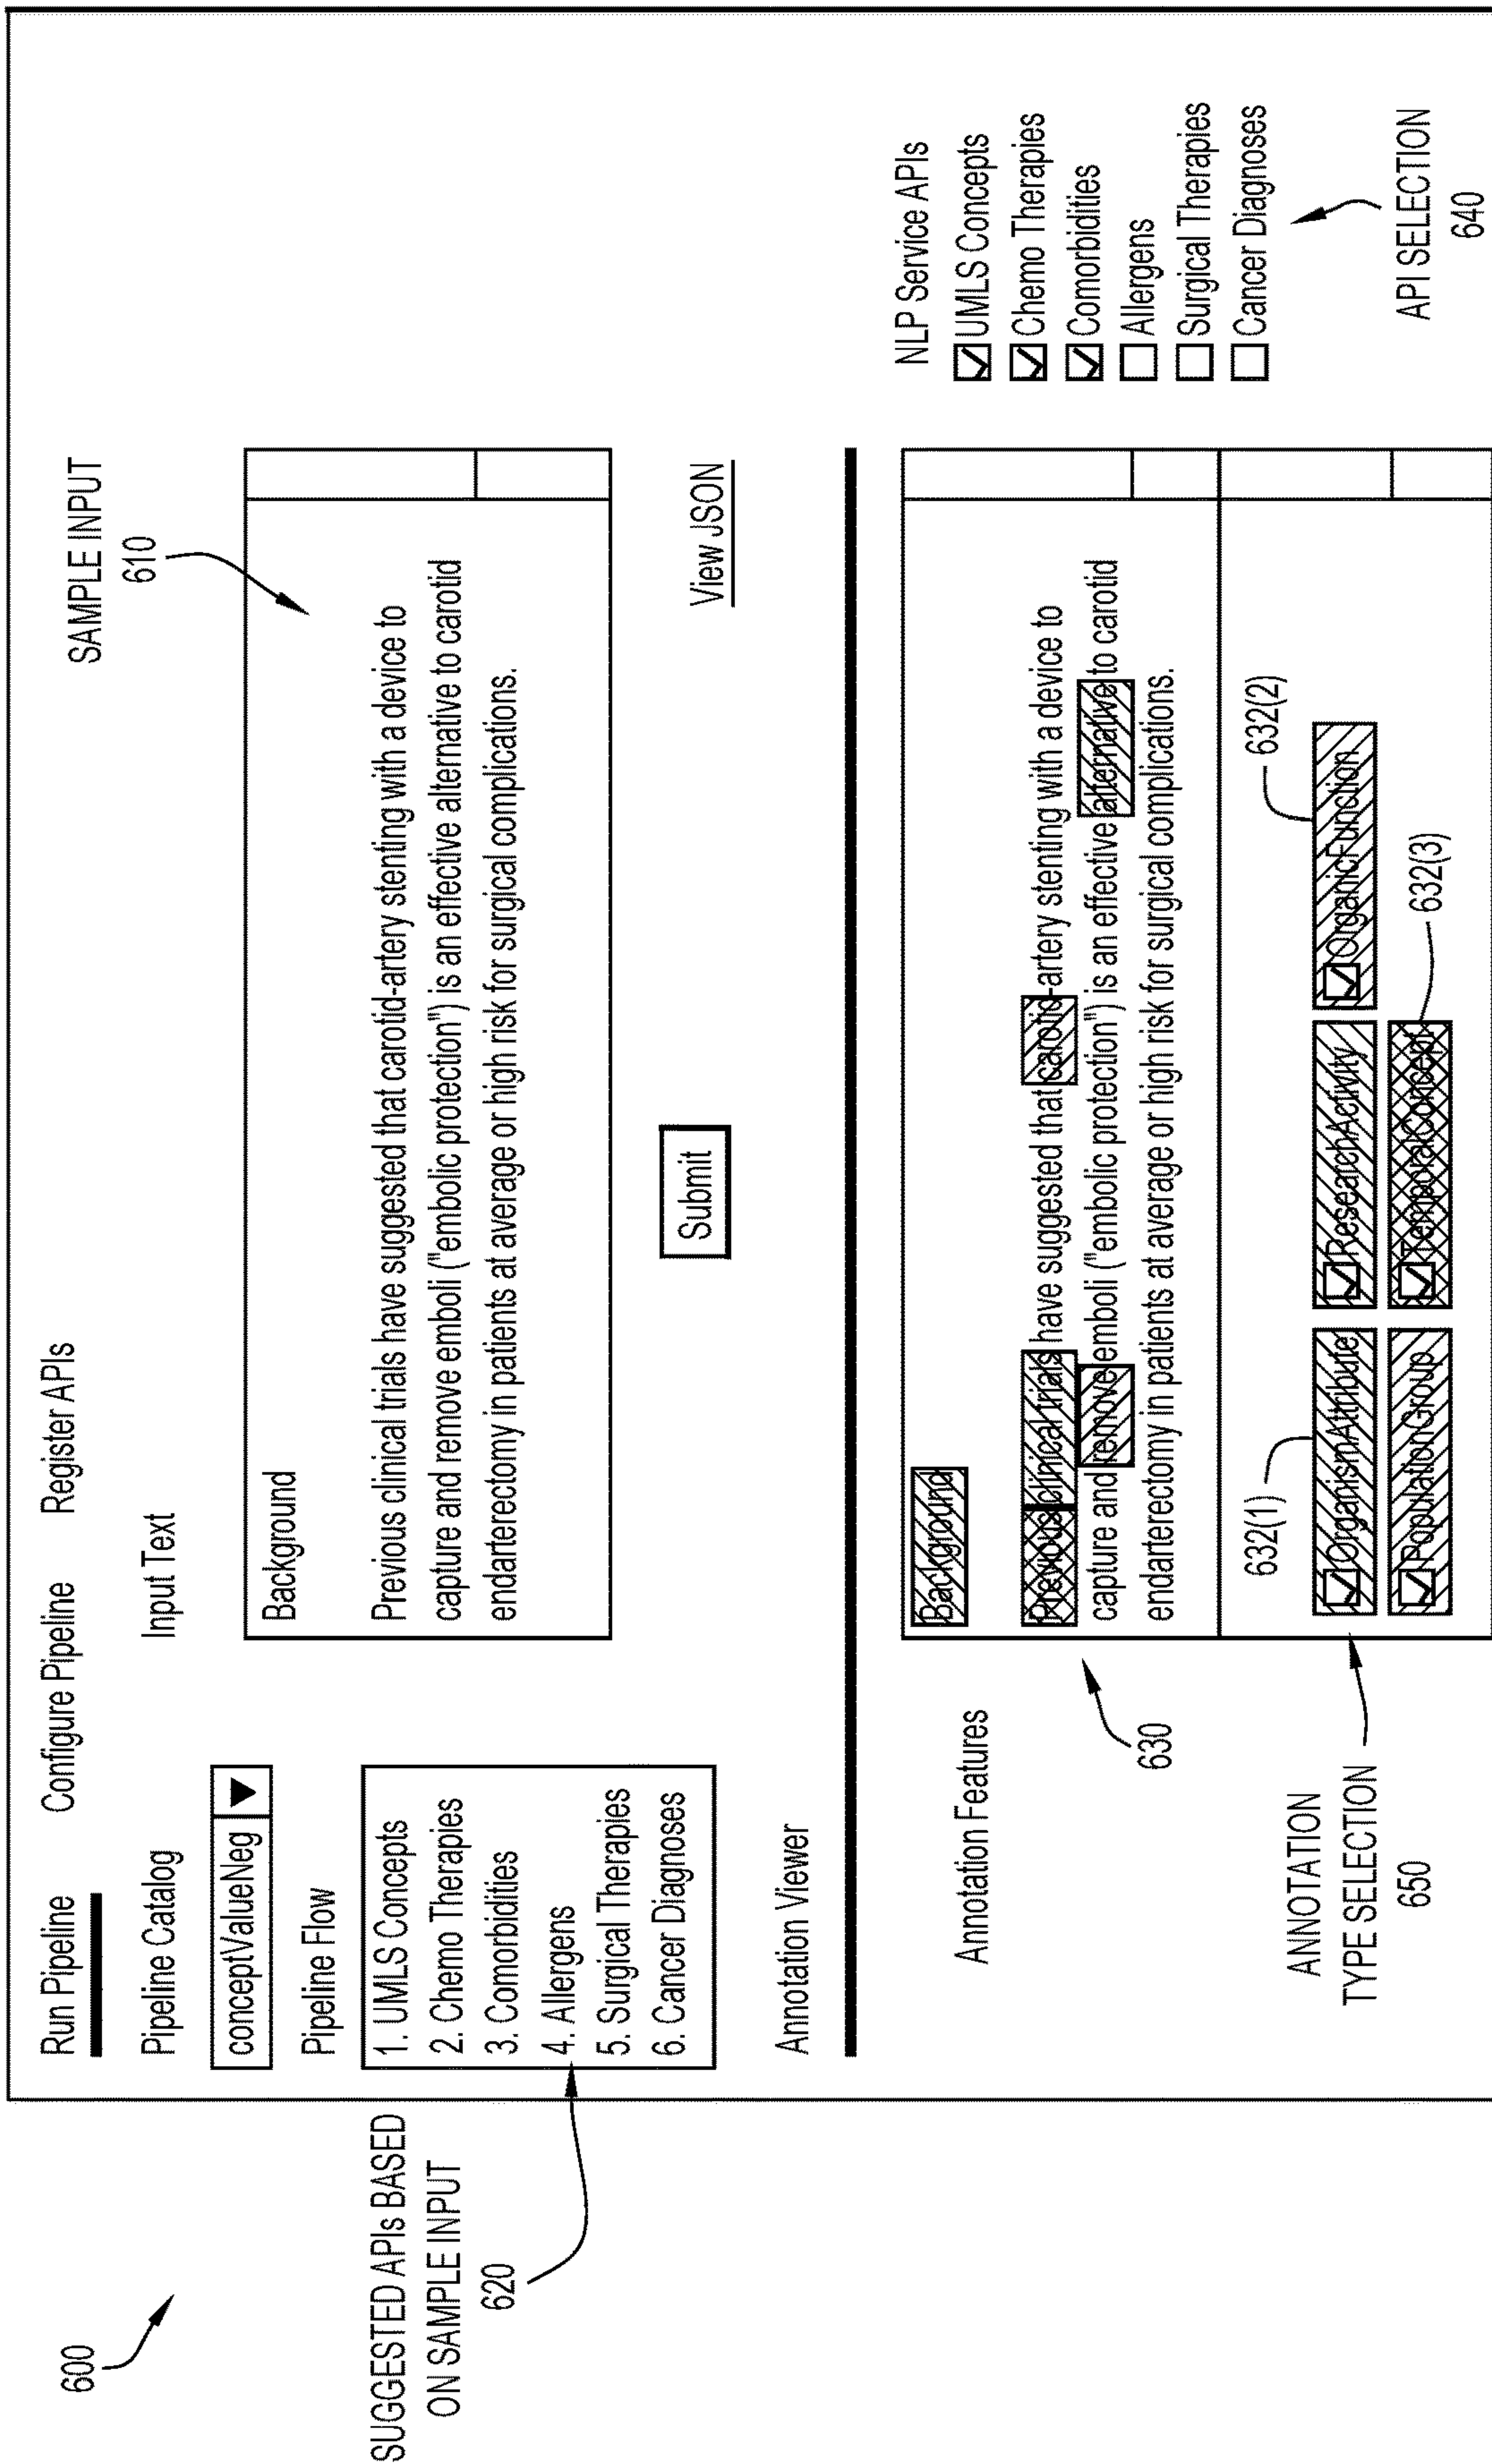 600
Run Pipeline
Configure Pipeline
Register APIs
SAMPLE INPUT
610
Pipeline Catalog
Input Text
conceptValueNeg
Pipeline Flow
SUGGESTED APIs BASED
ON SAMPLE INPUT
620
1. UMLS Concepts
2. Chemo Therapies
3. Comorbidities
4. Allergens
5. Surgical Therapies
6. Cancer Diagnoses
Background
Previous clinical trials have suggested that carotid-artery stenting with a device to
capture and remove emboli ("embolic protection") is an effective alternative to carotid
endarterectomy in patients at average or high risk for surgical complications.
Submit
View JSON
Annotation Viewer
Annotation Features
630
Background
Previous clinical trials have suggested that carotid-artery stenting with a device to
capture and remove emboli ("embolic protection") is an effective alternative to carotid
endarterectomy in patients at average or high risk for surgical complications.
NLP Service APIs
UMLS Concepts
Chemo Therapies
Comorbidities
Allergens
Surgical Therapies
Cancer Diagnoses
API SELECTION
640
ANNOTATION
TYPE SELECTION
650
632(1)
632(2)
OrganismAttribute
ResearchActivity
OrganicFunction
PopulationGroup
TemporalConcept
632(3)